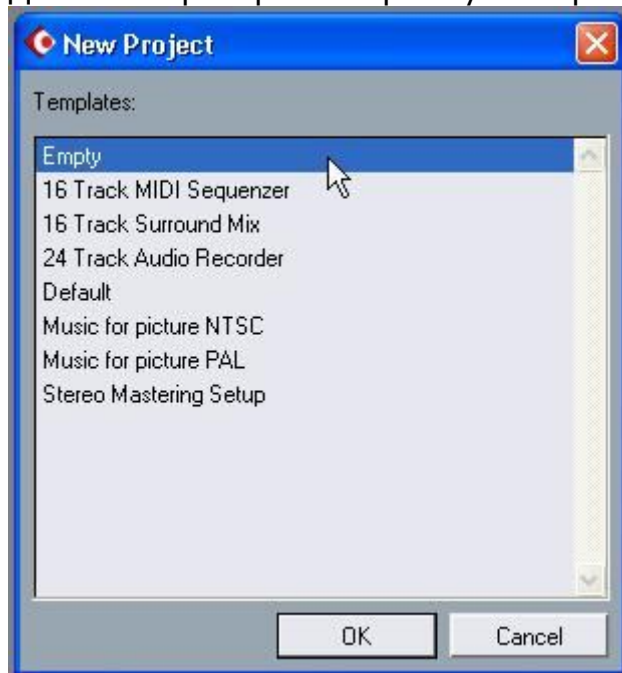 New Project
Templates:
Empty
16 Track MIDI Sequenzer
16 Track Surround Mix
24 Track Audio Recorder
Default
Music for picture NTSC
Music for picture PAL
Stereo Mastering Setup
OK Cancel